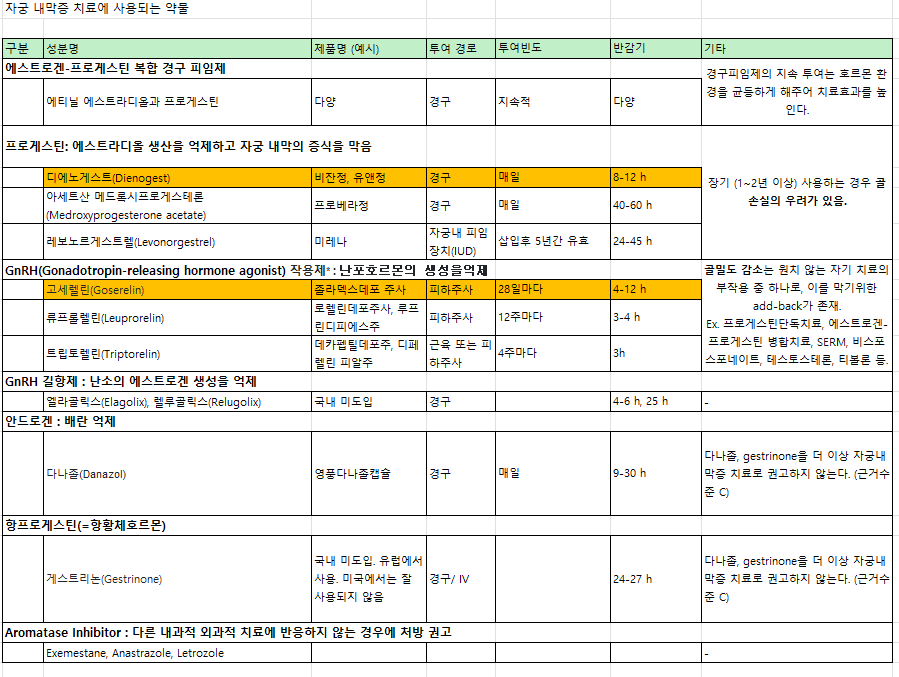 자궁 내막증 치료에 사용되는 약물
구분 성분명 제품명 (예시) 투여 경로 투여빈도 반감기 기타
에스트로겐-프로게스틴 복합 경구 피임제
에티닐 에스트라디올과 프로게스틴 다양 경구 지속적 다양
경구피임제의 지속 투여는 호르몬 환
경을 균등하게 해주어 치료효과를 높
인다.
프로게스틴: 에스트라디올 생산을 억제하고 자궁 내막의 증식을 막음
디에노게스트(Dienogest) 비잔정, 유앤정 경구 매일 8-12 h
아세트산 메드록시프로게스테론
(Medroxyprogesterone acetate) 프로베라정 경구 매일 40-60 h
레보노르게스트렐(Levonorgestrel) 미레나 자궁내 피임
장치(IUD) 삽입후 5년간 유효 24-45 h
장기 (1~2년 이상) 사용하는 경우 골
손실의 우려가 있음.
GnRH(Gonadotropin-releasing hormone agonist) 작용제* : 난포호르몬의 생성을억제
고세렐린(Goserelin) 졸라덱스데포 주사 피하주사 28일마다 4-12 h
류프롤렐린(Leuprorelin) 로렐린데포주사, 루프
린디피에스주 피하주사 12주마다 3-4 h
트립토렐린(Triptorelin) 데카펩틸데포주, 디페
렐린 피알주 근육 또는 피
하주사 4주마다 3h
골밀도 감소는 원치 않는 자기 치료의
부작용 중 하나로, 이를 막기위한
add-back가 존재.
Ex. 프로게스틴단독치료, 에스트로겐-
프로게스틴 병합치료, SERM, 비스포
스포네이트, 테스토스테론, 티볼론 등.
GnRH 길항제 : 난소의 에스트로겐 생성을 억제
엘라골릭스(Elagolix), 렐루골릭스(Relugolix) 국내 미도입 경구 4-6 h, 25 h -
안드로겐 : 배란 억제
다나졸(Danazol) 영풍다나졸캡슐 경구 매일 9-30 h
다나졸, gestrinone을 더 이상 자궁내
막증 치료로 권고하지 않는다. (근거수
준 C)
항프로게스틴(=항황체호르몬)
게스트리논(Gestrinone) 국내 미도입. 유럽에서
사용. 미국에서는 잘
사용되지 않음 경구/ IV 24-27 h
다나졸, gestrinone을 더 이상 자궁내
막증 치료로 권고하지 않는다. (근거수
준 C)
Aromatase Inhibitor : 다른 내과적 외과적 치료에 반응하지 않는 경우에 처방 권고
Exemestane, Anastrazole, Letrozole -